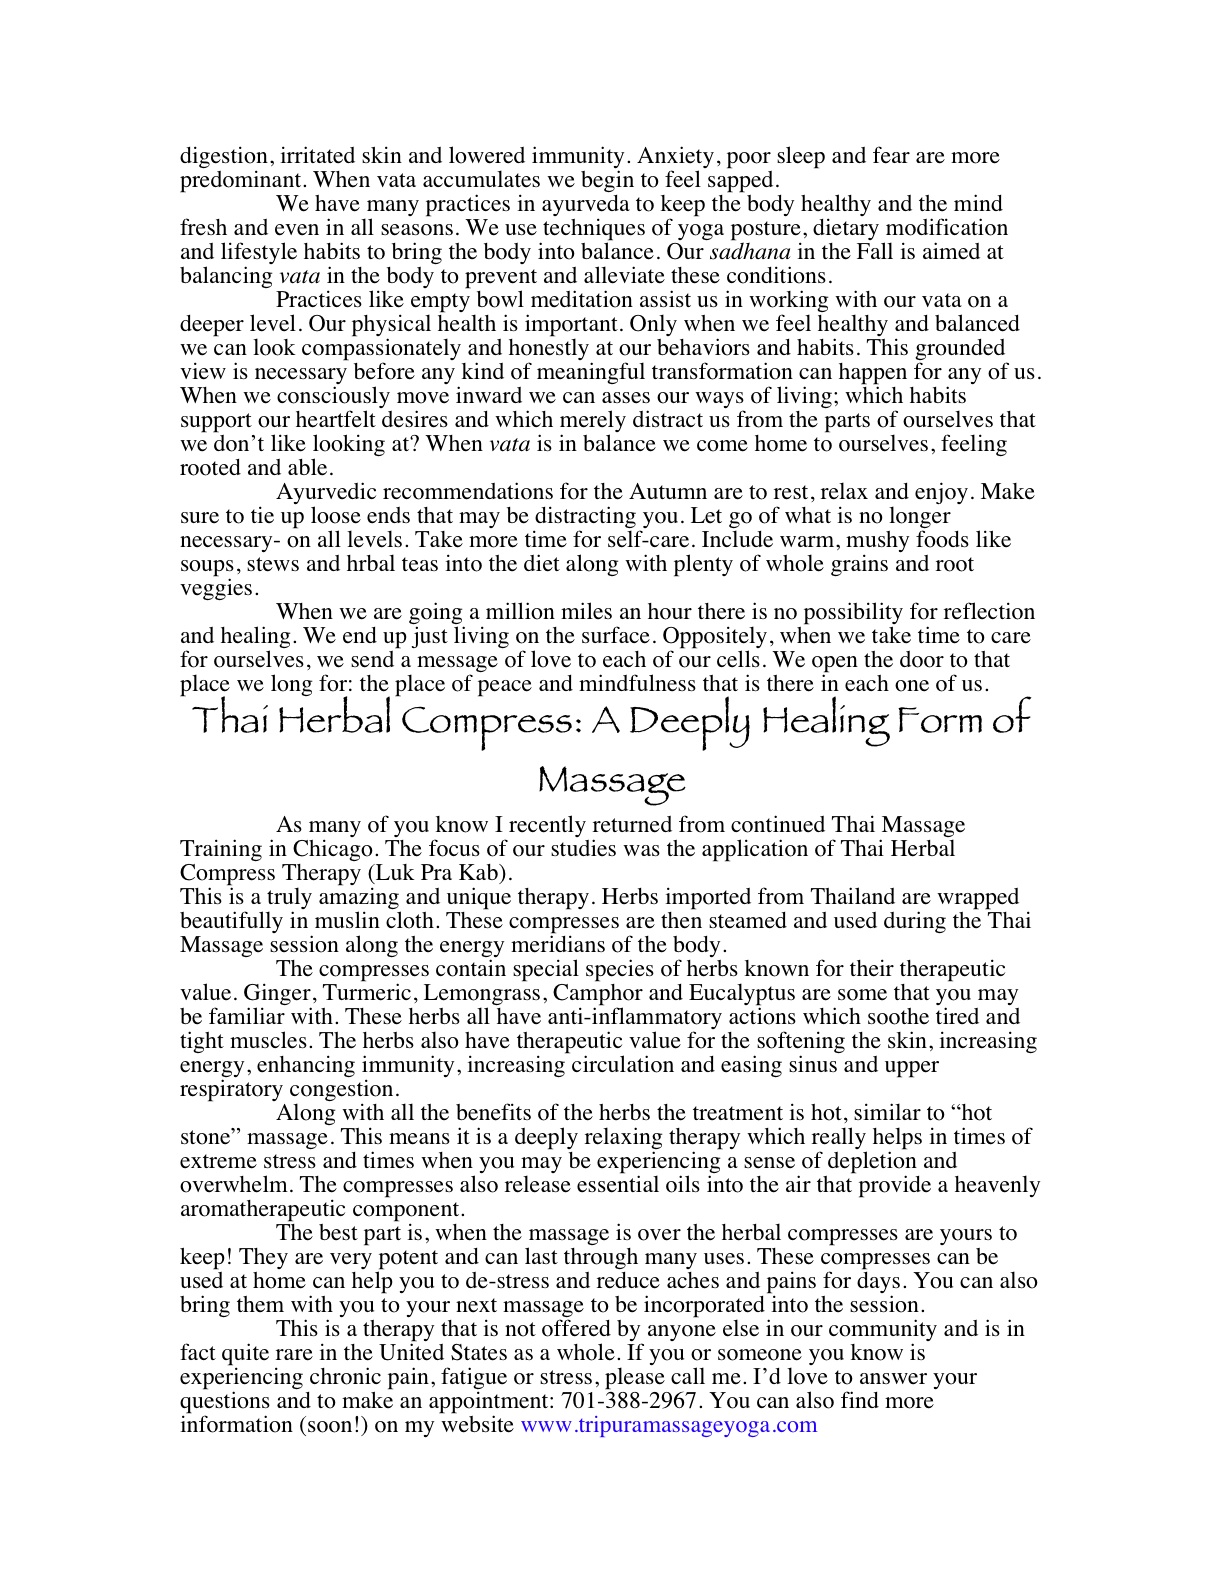 digestion, irritated skin and lowered immunity. Anxiety, poor sleep and fear are more
predominant. When vata accumulates we begin to feel sapped.
We have many practices in ayurveda to keep the body healthy and the mind
fresh and even in all seasons. We use techniques of yoga posture, dietary modification
and lifestyle habits to bring the body into balance. Our sadhana in the Fall is aimed at
balancing vata in the body to prevent and alleviate these conditions.
Practices like empty bowl meditation assist us in working with our vata on a
deeper level. Our physical health is important. Only when we feel healthy and balanced
we can look compassionately and honestly at our behaviors and habits. This grounded
view is necessary before any kind of meaningful transformation can happen for any of us.
When we consciously move inward we can asses our ways of living; which habits
support our heartfelt desires and which merely distract us from the parts of ourselves that
we don’t like looking at? When vata is in balance we come home to ourselves, feeling
rooted and able.
Ayurvedic recommendations for the Autumn are to rest, relax and enjoy. Make
sure to tie up loose ends that may be distracting you. Let go of what is no longer
necessary- on all levels. Take more time for self-care. Include warm, mushy foods like
soups, stews and hrbal teas into the diet along with plenty of whole grains and root
veggies.
When we are going a million miles an hour there is no possibility for reflection
and healing. We end up just living on the surface. Oppositely, when we take time to care
for ourselves, we send a message of love to each of our cells. We open the door to that
place we long for: the place of peace and mindfulness that is there in each one of us.
Thai Herbal Compress: A Deeply Healing Form of
Massage
As many of you know I recently returned from continued Thai Massage
Training in Chicago. The focus of our studies was the application of Thai Herbal
Compress Therapy (Luk Pra Kab).
This is a truly amazing and unique therapy. Herbs imported from Thailand are wrapped
beautifully in muslin cloth. These compresses are then steamed and used during the Thai
Massage session along the energy meridians of the body.
The compresses contain special species of herbs known for their therapeutic
value. Ginger, Turmeric, Lemongrass, Camphor and Eucalyptus are some that you may
be familiar with. These herbs all have anti-inflammatory actions which soothe tired and
tight muscles. The herbs also have therapeutic value for the softening the skin, increasing
energy, enhancing immunity, increasing circulation and easing sinus and upper
respiratory congestion.
Along with all the benefits of the herbs the treatment is hot, similar to “hot
stone” massage. This means it is a deeply relaxing therapy which really helps in times of
extreme stress and times when you may be experiencing a sense of depletion and
overwhelm. The compresses also release essential oils into the air that provide a heavenly
aromatherapeutic component.
The best part is, when the massage is over the herbal compresses are yours to
keep! They are very potent and can last through many uses. These compresses can be
used at home can help you to de-stress and reduce aches and pains for days. You can also
bring them with you to your next massage to be incorporated into the session.
This is a therapy that is not offered by anyone else in our community and is in
fact quite rare in the United States as a whole. If you or someone you know is
experiencing chronic pain, fatigue or stress, please call me. I’d love to answer your
questions and to make an appointment: 701-388-2967. You can also find more
information (soon!) on my website www.tripuramassageyoga.com